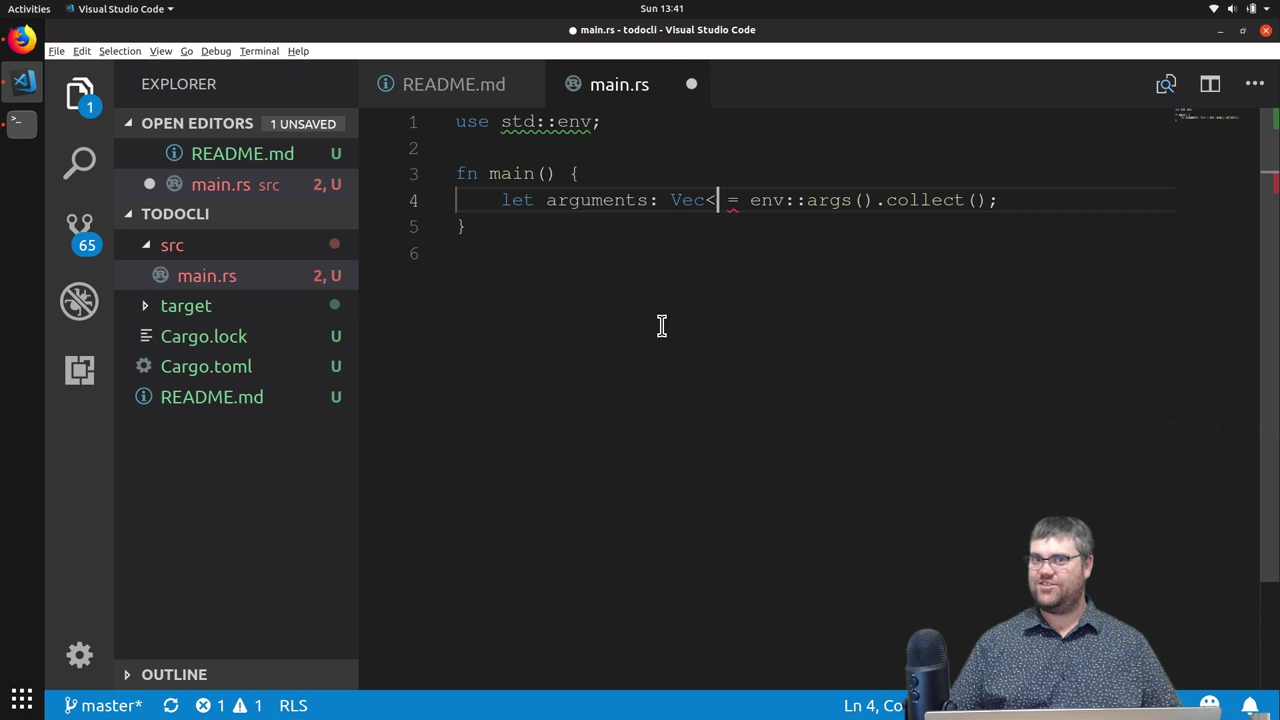 Activities Visual Studio Code Sun 13:41
main.rs - todocli - Visual Studio Code
File Edit Selection View Go Debug Terminal Help
EXPLORER
OPEN EDITORS 1 UNSAVED
README.md U
main.rs src 2, U
TODOCLI
src
main.rs 2, U
target
Cargo.lock U
Cargo.toml U
README.md U
OUTLINE
1
65
README.md main.rs
1 use std::env;
2
3 fn main() {
4 let arguments: Vec< = env::args().collect();
5 }
6
master* 1 1 RLS Ln 4,